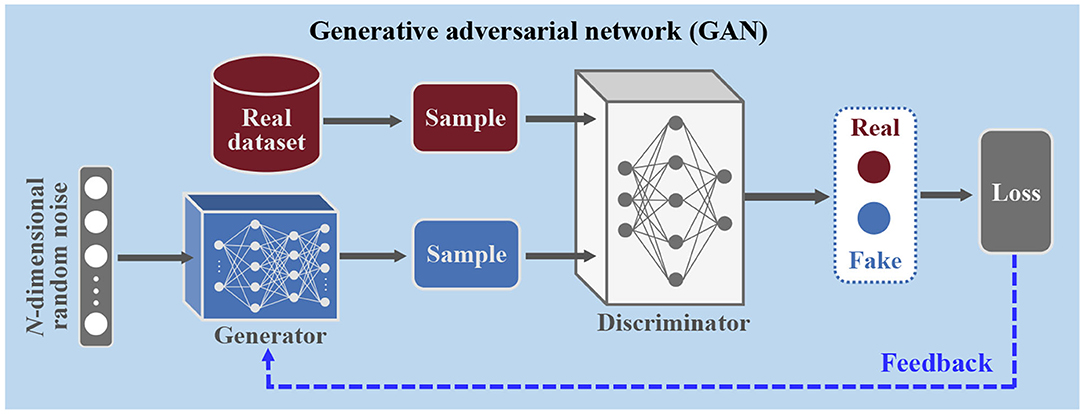 Generative adversarial network (GAN)
Real
dataset
Sample
Real
Fake
Loss
N-dimensional
random noise
Sample
Generator
Discriminator
Feedback